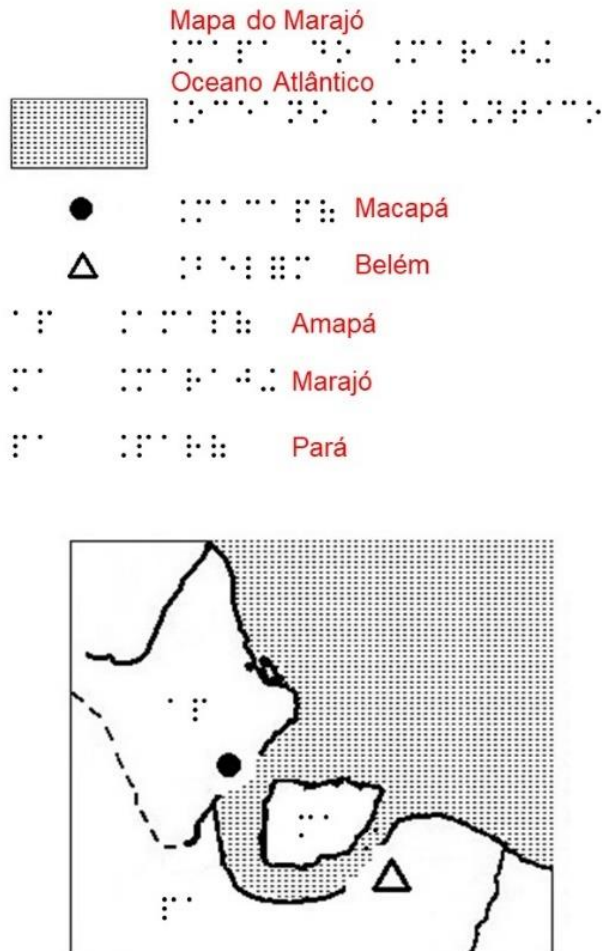 Mapa do Marajó
⠨⠍⠁⠏⠁ ⠙⠕ ⠨⠍⠁⠗⠁⠚⠬
Oceano Atlântico
⠨⠕⠉⠑⠁⠝⠕ ⠨⠁⠞⠇⠡⠝⠞⠊⠉⠕
⠨⠍⠁⠉⠁⠏⠷ Macapá
⠨⠃⠑⠇⠿⠍ Belém
⠁⠏ ⠨⠁⠍⠁⠏⠷ Amapá
⠍⠁ ⠨⠍⠁⠗⠁⠚⠬ Marajó
⠏⠁ ⠨⠏⠁⠗⠷ Pará
⠁⠏
⠍⠁
⠏⠁